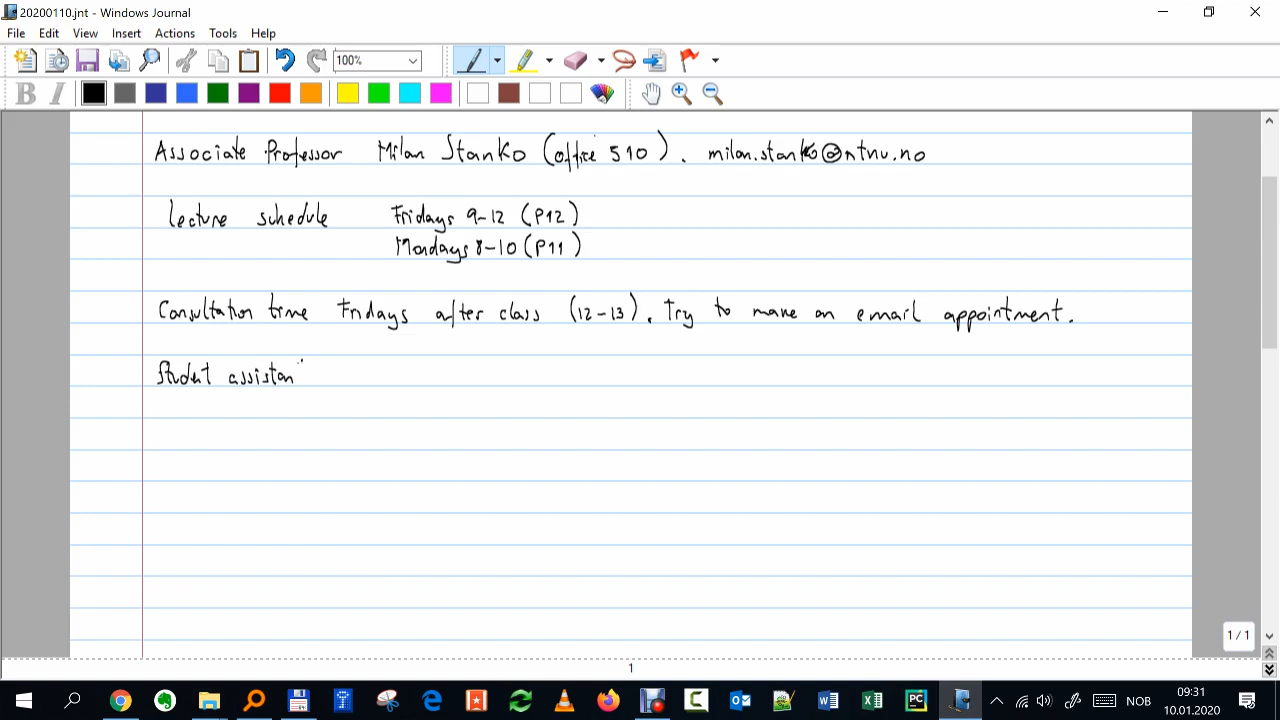 20200110.jnt - Windows Journal
File Edit View Insert Actions Tools Help
100%
B I
Associate Professor Milan Stanko (office 510). milan.stanko@ntnu.no
Lecture schedule Fridays 9-12 (P12)
Mondays 8-10 (P11)
Consultation time Fridays after class (12-13). Try to make an email appointment.
Student assistan
1 / 1
1
NOB
09:31
10.01.2020